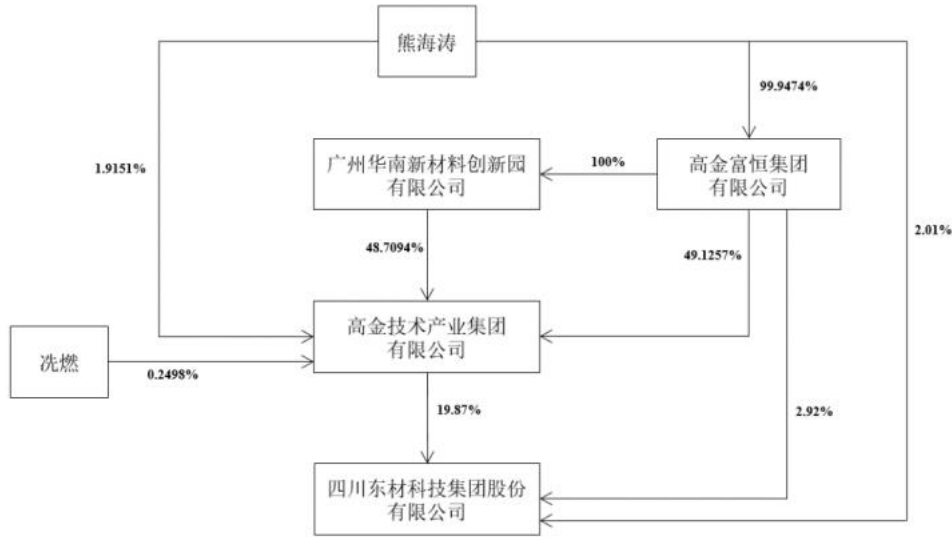 熊海涛
99.9474%
1.9151%
广州华南新材料创新园
有限公司
100%
高金富恒集团
有限公司
2.01%
48.7094%
49.1257%
高金技术产业集团
有限公司
冼燃
0.2498%
19.87%
2.92%
四川东材科技集团股份
有限公司